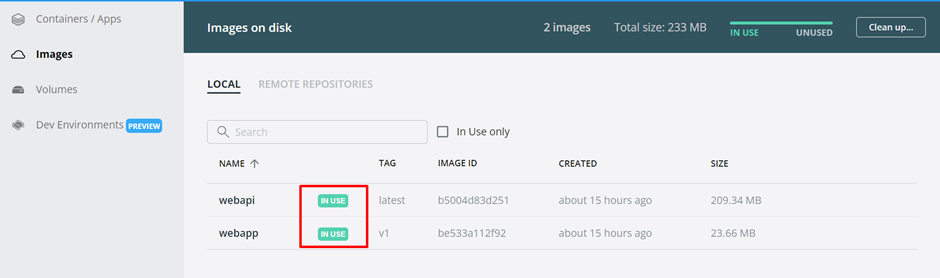 Containers / Apps
Images
Volumes
Dev Environments PREVIEW
Images on disk
2 images Total size: 233 MB IN USE UNUSED Clean up...
LOCAL REMOTE REPOSITORIES
Search In Use only
NAME TAG IMAGE ID CREATED SIZE
webapi IN USE latest b5004d83d251 about 15 hours ago 209.34 MB
webapp IN USE v1 be533a112f92 about 15 hours ago 23.66 MB